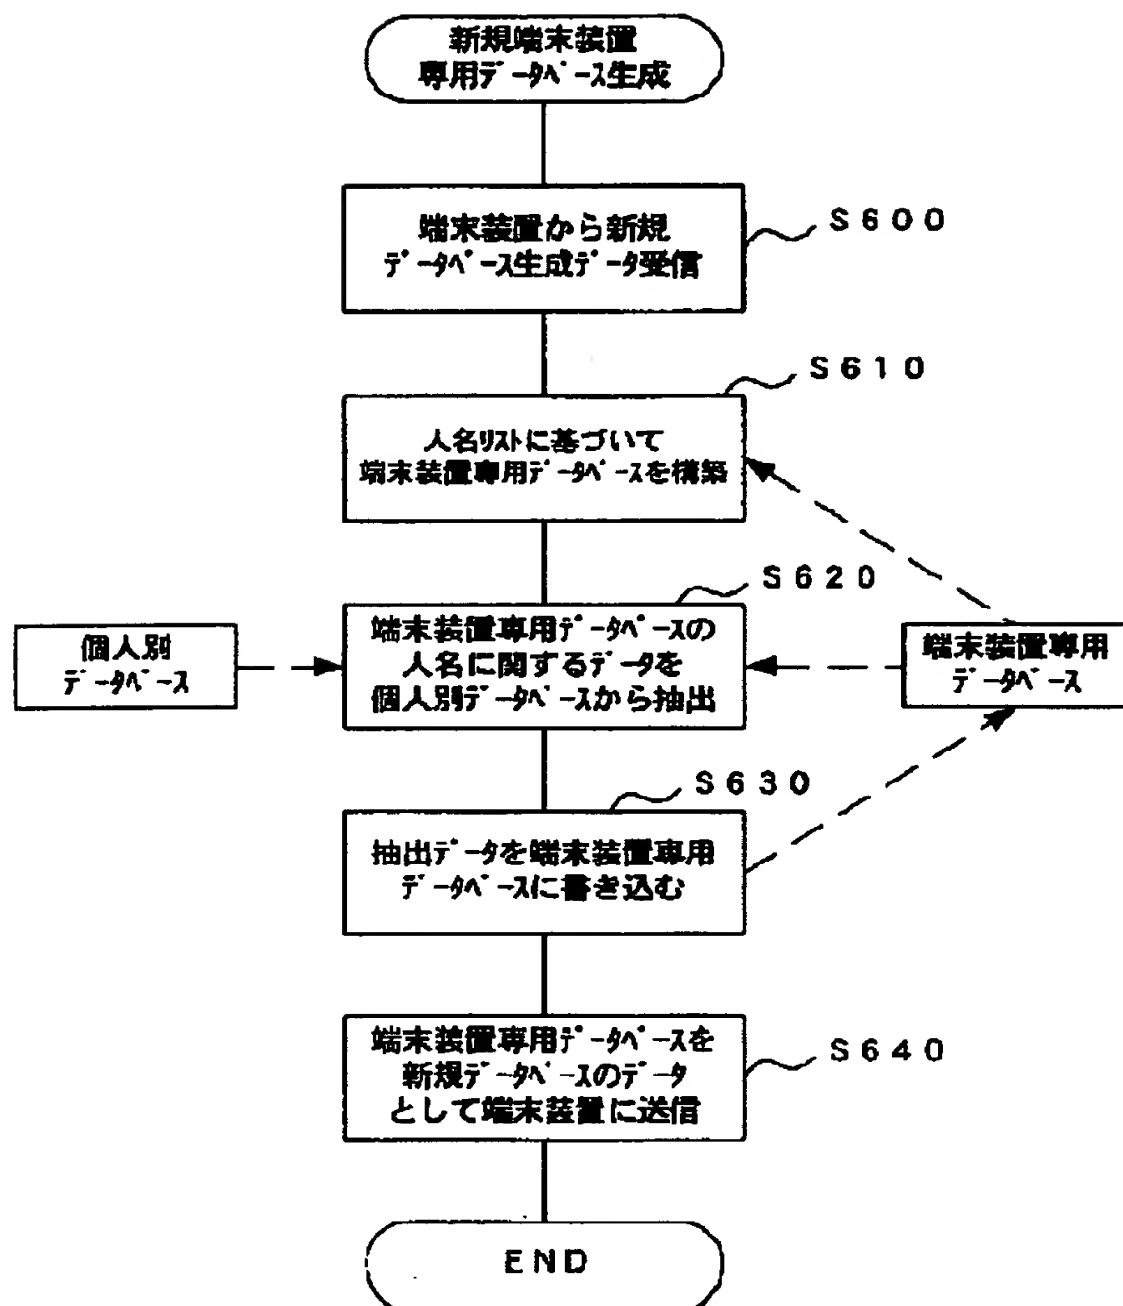 新規端末装置
専用ﾃﾞｰﾀﾍﾞｰｽ生成
端末装置から新規
ﾃﾞｰﾀﾍﾞｰｽ生成ﾃﾞｰﾀ受信
S600
人名ﾘｽﾄに基づいて
端末装置専用ﾃﾞｰﾀﾍﾞｰｽを構築
S610
個人別
ﾃﾞｰﾀﾍﾞｰｽ
端末装置専用ﾃﾞｰﾀﾍﾞｰｽの
人名に関するﾃﾞｰﾀを
個人別ﾃﾞｰﾀﾍﾞｰｽから抽出
S620
端末装置専用
ﾃﾞｰﾀﾍﾞｰｽ
抽出ﾃﾞｰﾀを端末装置専用
ﾃﾞｰﾀﾍﾞｰｽに書き込む
S630
端末装置専用ﾃﾞｰﾀﾍﾞｰｽを
新規ﾃﾞｰﾀﾍﾞｰｽのﾃﾞｰﾀ
として端末装置に送信
S640
END